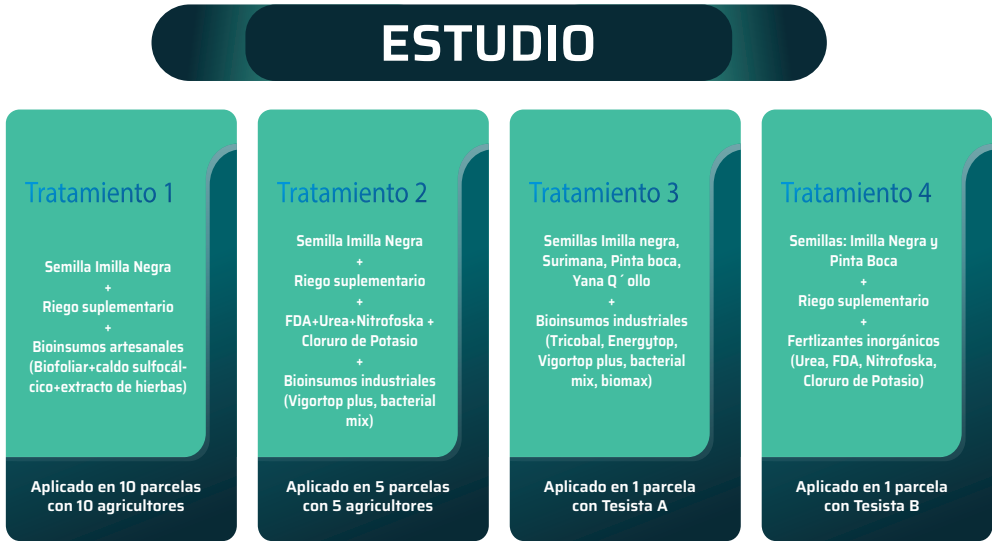 ESTUDIO
Tratamiento 1
Semilla Imilla Negra
+
Riego suplementario
+
Bioinsumos artesanales
(Biofoliar+caldo sulfocál-
cico+extracto de hierbas)
Aplicado en 10 parcelas
con 10 agricultores
Tratamiento 2
Semilla Imilla Negra
+
Riego suplementario
+
FDA+Urea+Nitrofoska +
Cloruro de Potasio
+
Bioinsumos industriales
(Vigortop plus, bacterial
mix)
Aplicado en 5 parcelas
con 5 agricultores
Tratamiento 3
Semillas Imilla negra,
Surimana, Pinta boca,
Yana Q´ollo
+
Bioinsumos industriales
(Tricobal, Energytop,
Vigortop plus, bacterial
mix, biomax)
Aplicado en 1 parcela
con Tesista A
Tratamiento 4
Semillas: Imilla Negra y
Pinta Boca
+
Riego suplementario
+
Fertlizantes inorgánicos
(Urea, FDA, Nitrofoska,
Cloruro de Potasio)
Aplicado en 1 parcela
con Tesista B